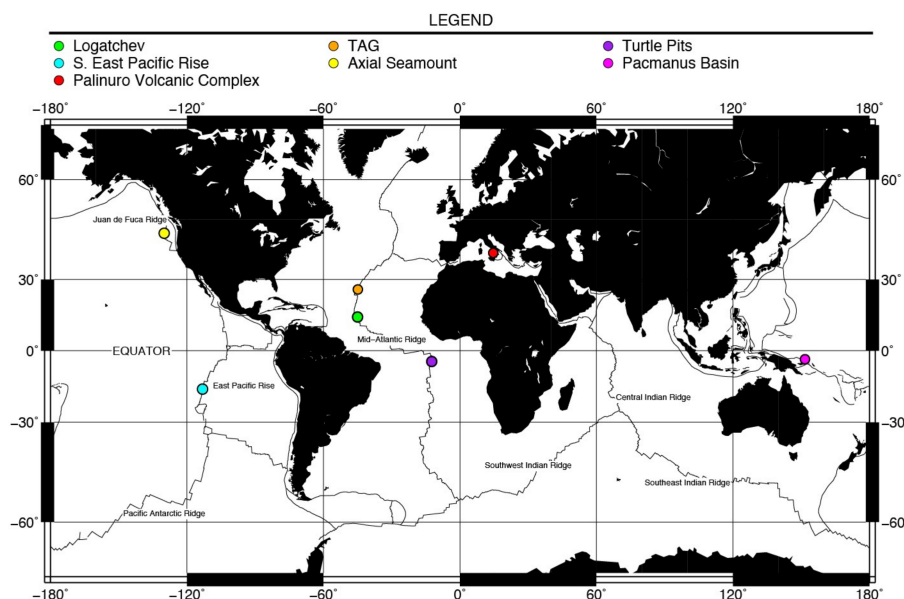 LEGEND
Logatchev
TAG
Turtle Pits
S. East Pacific Rise
Axial Seamount
Pacmanus Basin
Palinuro Volcanic Complex
−180° −120° −60° 0° 60° 120° 180°
60° 60°
Juan de Fuca Ridge
30° 30°
Mid−Atlantic Ridge
EQUATOR
0° 0°
East Pacific Rise
Central Indian Ridge
−30° −30°
Southwest Indian Ridge
Southeast Indian Ridge
Pacific Antarctic Ridge
−60° −60°
−180° −120° −60° 0° 60° 120° 180°